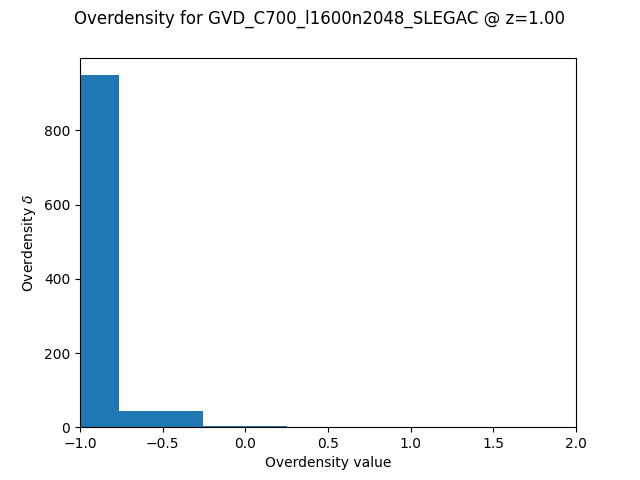 Overdensity for GVD_C700_l1600n2048_SLEGAC @ z=1.00
Overdensity δ
800
600
400
200
0
−1.0 −0.5 0.0 0.5 1.0 1.5 2.0
Overdensity value